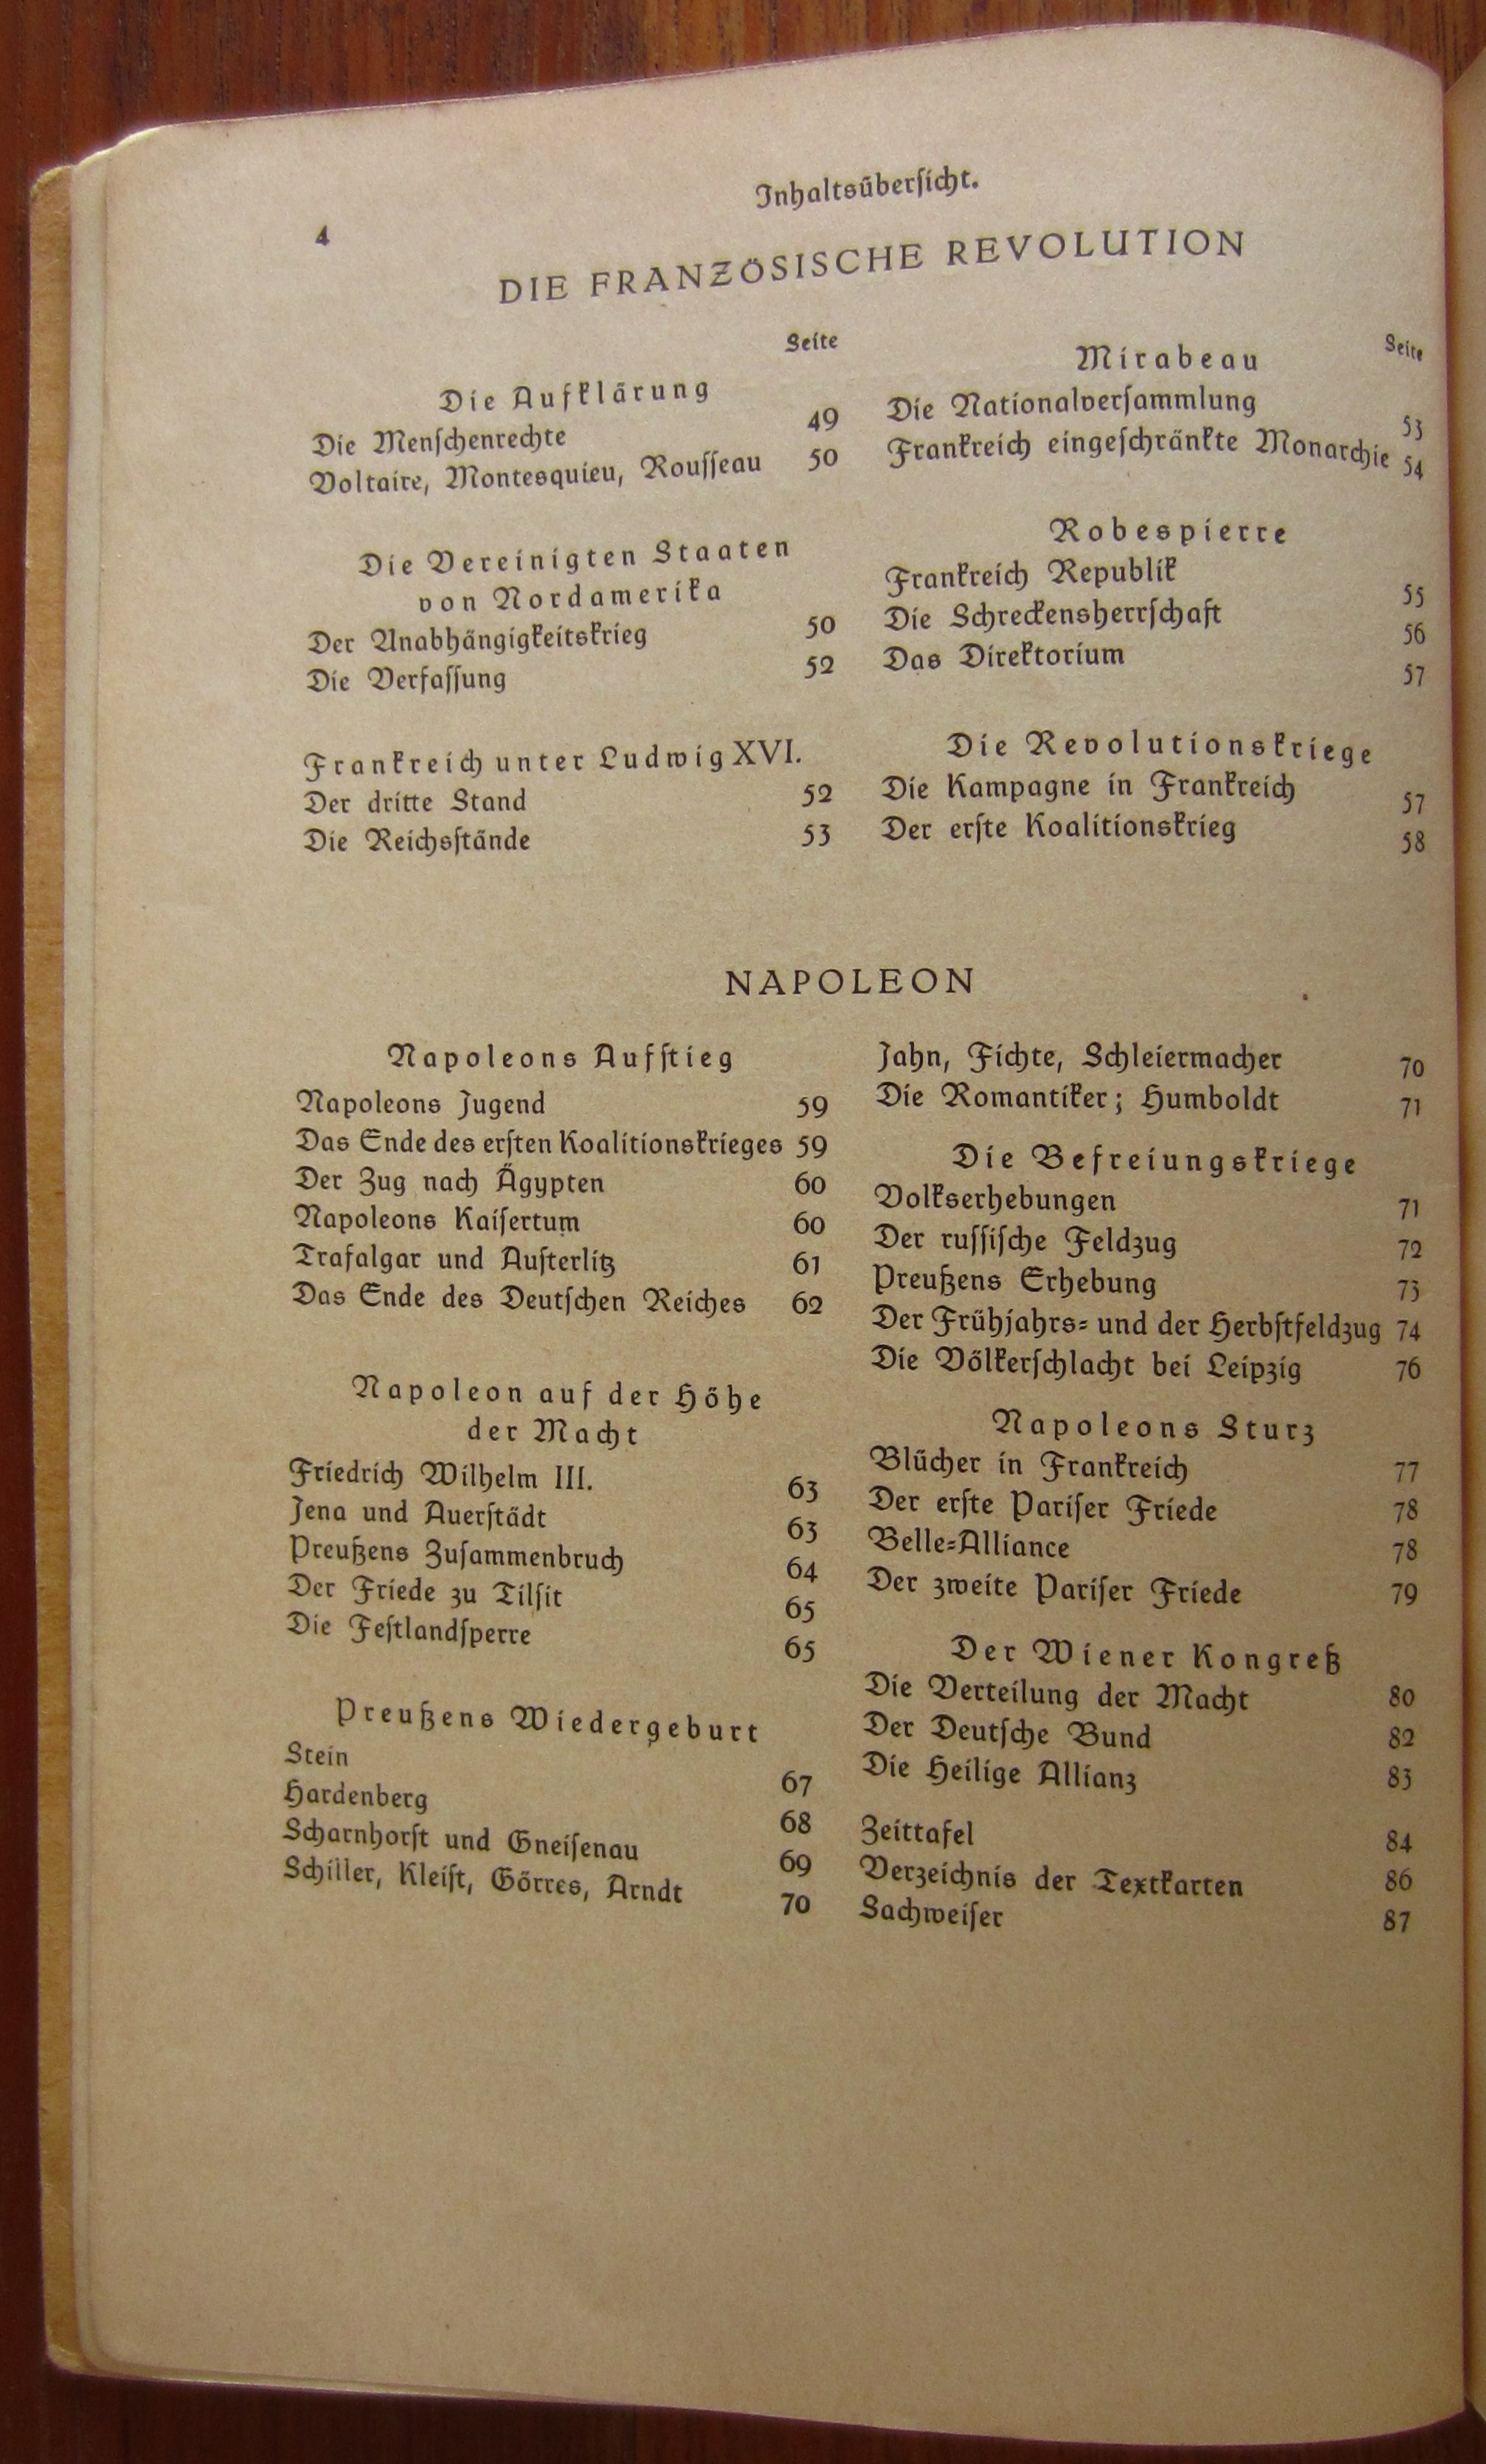 4
Inhaltsübersicht.
DIE FRANZÖSISCHE REVOLUTION
Seite
Die Aufklärung
Die Menschenrechte 49
Voltaire, Montesquieu, Rousseau 50
Die Vereinigten Staaten
von Nordamerika
Der Unabhängigkeitskrieg 50
Die Verfassung 52
Frankreich unter Ludwig XVI.
Der dritte Stand 52
Die Reichsstände 53
Seite
Mirabeau
Die Nationalversammlung 53
Frankreich eingeschränkte Monarchie 54
Robespierre
Frankreich Republik 55
Die Schreckensherrschaft 56
Das Direktorium 57
Die Revolutionskriege
Die Kampagne in Frankreich 57
Der erste Koalitionskrieg 58
NAPOLEON
Napoleons Aufstieg
Napoleons Jugend 59
Das Ende des ersten Koalitionskrieges 59
Der Zug nach Ägypten 60
Napoleons Kaisertum 60
Trafalgar und Austerlitz 61
Das Ende des Deutschen Reiches 62
Napoleon auf der Höhe
der Macht
Friedrich Wilhelm III. 63
Jena und Auerstädt 63
Preußens Zusammenbruch 64
Der Friede zu Tilsit 65
Die Festlandsperre 65
Preußens Wiedergeburt
Stein 67
Hardenberg 68
Scharnhorst und Gneisenau 69
Schiller, Kleist, Görres, Arndt 70
Jahn, Fichte, Schleiermacher 70
Die Romantiker; Humboldt 71
Die Befreiungskriege
Volkserhebungen 71
Der russische Feldzug 72
Preußens Erhebung 73
Der Frühjahrs- und der Herbstfeldzug 74
Die Völkerschlacht bei Leipzig 76
Napoleons Sturz
Blücher in Frankreich 77
Der erste Pariser Friede 78
Belle-Alliance 78
Der zweite Pariser Friede 79
Der Wiener Kongreß
Die Verteilung der Macht 80
Der Deutsche Bund 82
Die Heilige Allianz 83
Zeittafel 84
Verzeichnis der Textkarten 86
Sachweiser 87